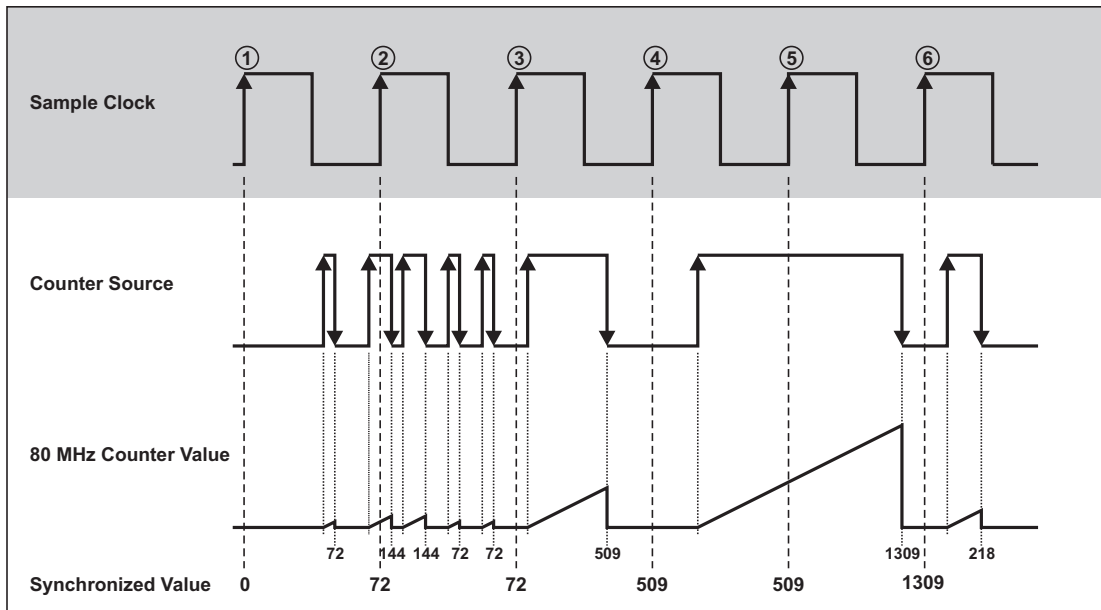 ① ② ③ ④ ⑤ ⑥
Sample Clock
Counter Source
80 MHz Counter Value
72 144 144 72 72 509 1309 218
Synchronized Value 0 72 72 509 509 1309